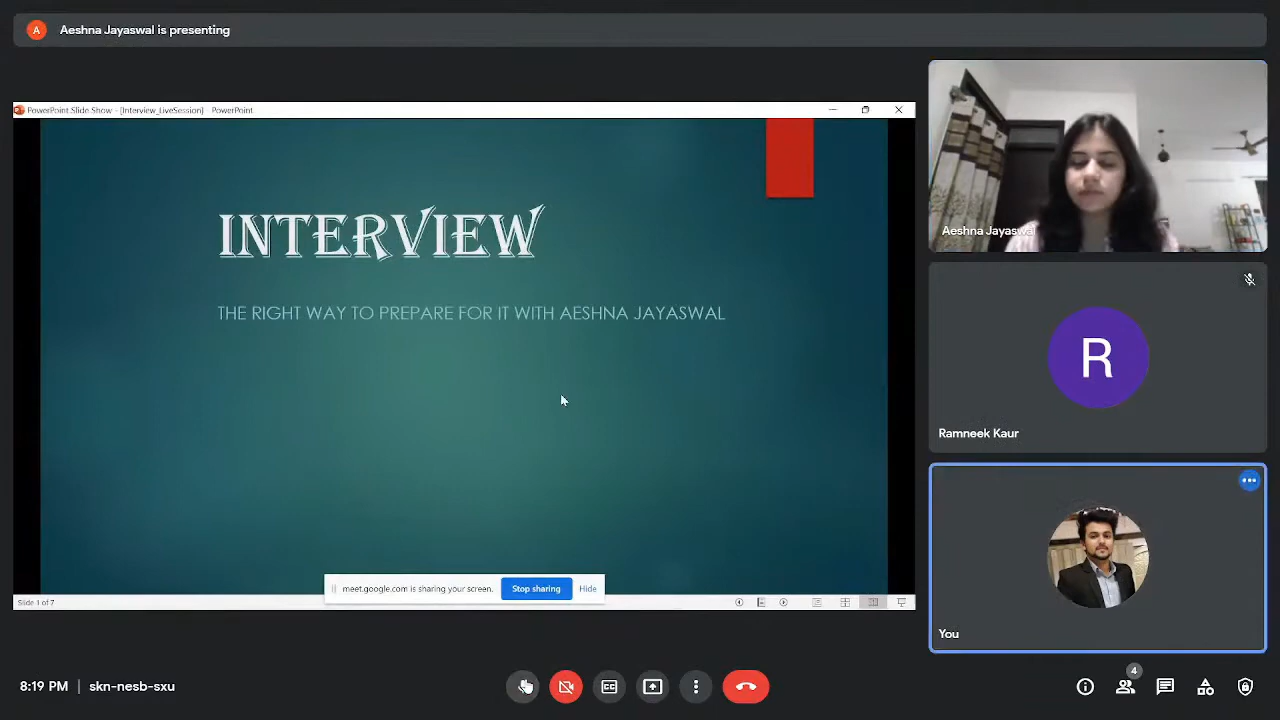 A
Aeshna Jayaswal is presenting
PowerPoint Slide Show - [Interview_LiveSession] - PowerPoint
INTERVIEW
THE RIGHT WAY TO PREPARE FOR IT WITH AESHNA JAYASWAL
meet.google.com is sharing your screen.
Stop sharing
Hide
Slide 1 of 7
Aeshna Jayaswal
R
Ramneek Kaur
You
8:19 PM | skn-nesb-sxu
CC
4